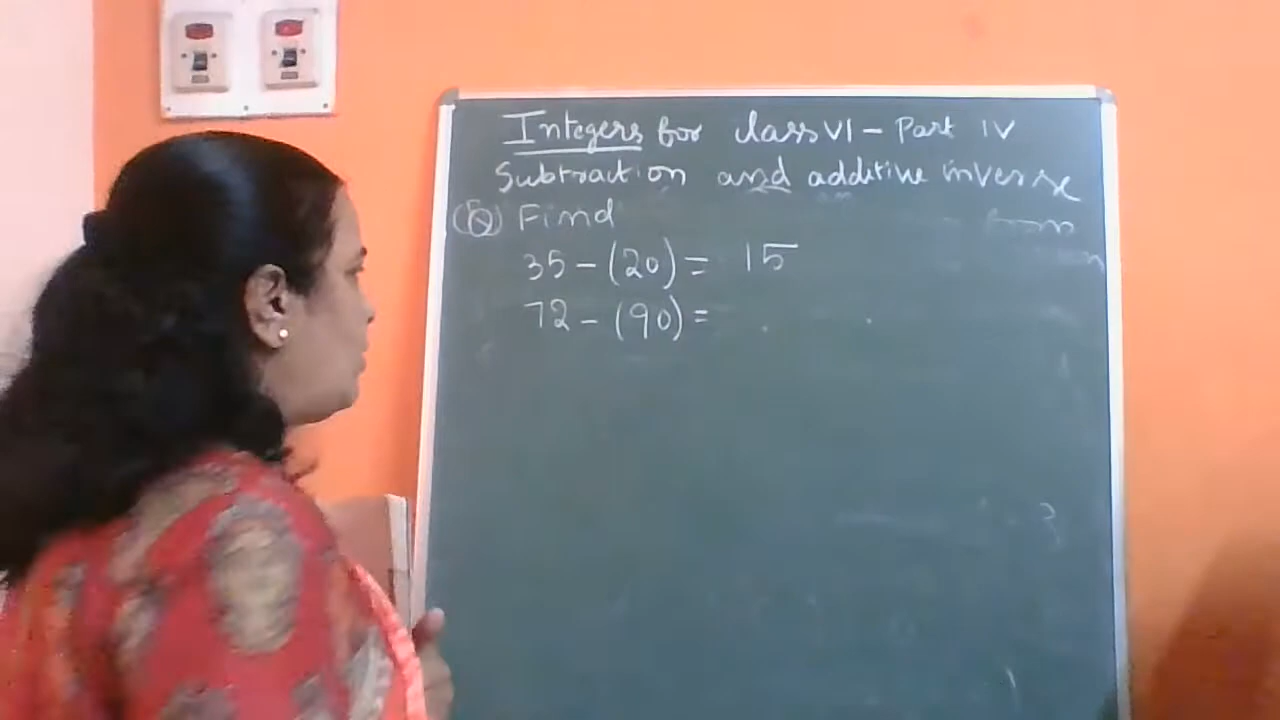 Integers for class VI - Part IV
Subtraction and additive inverse
(Q) Find
35 - (20) = 15
72 - (90) =